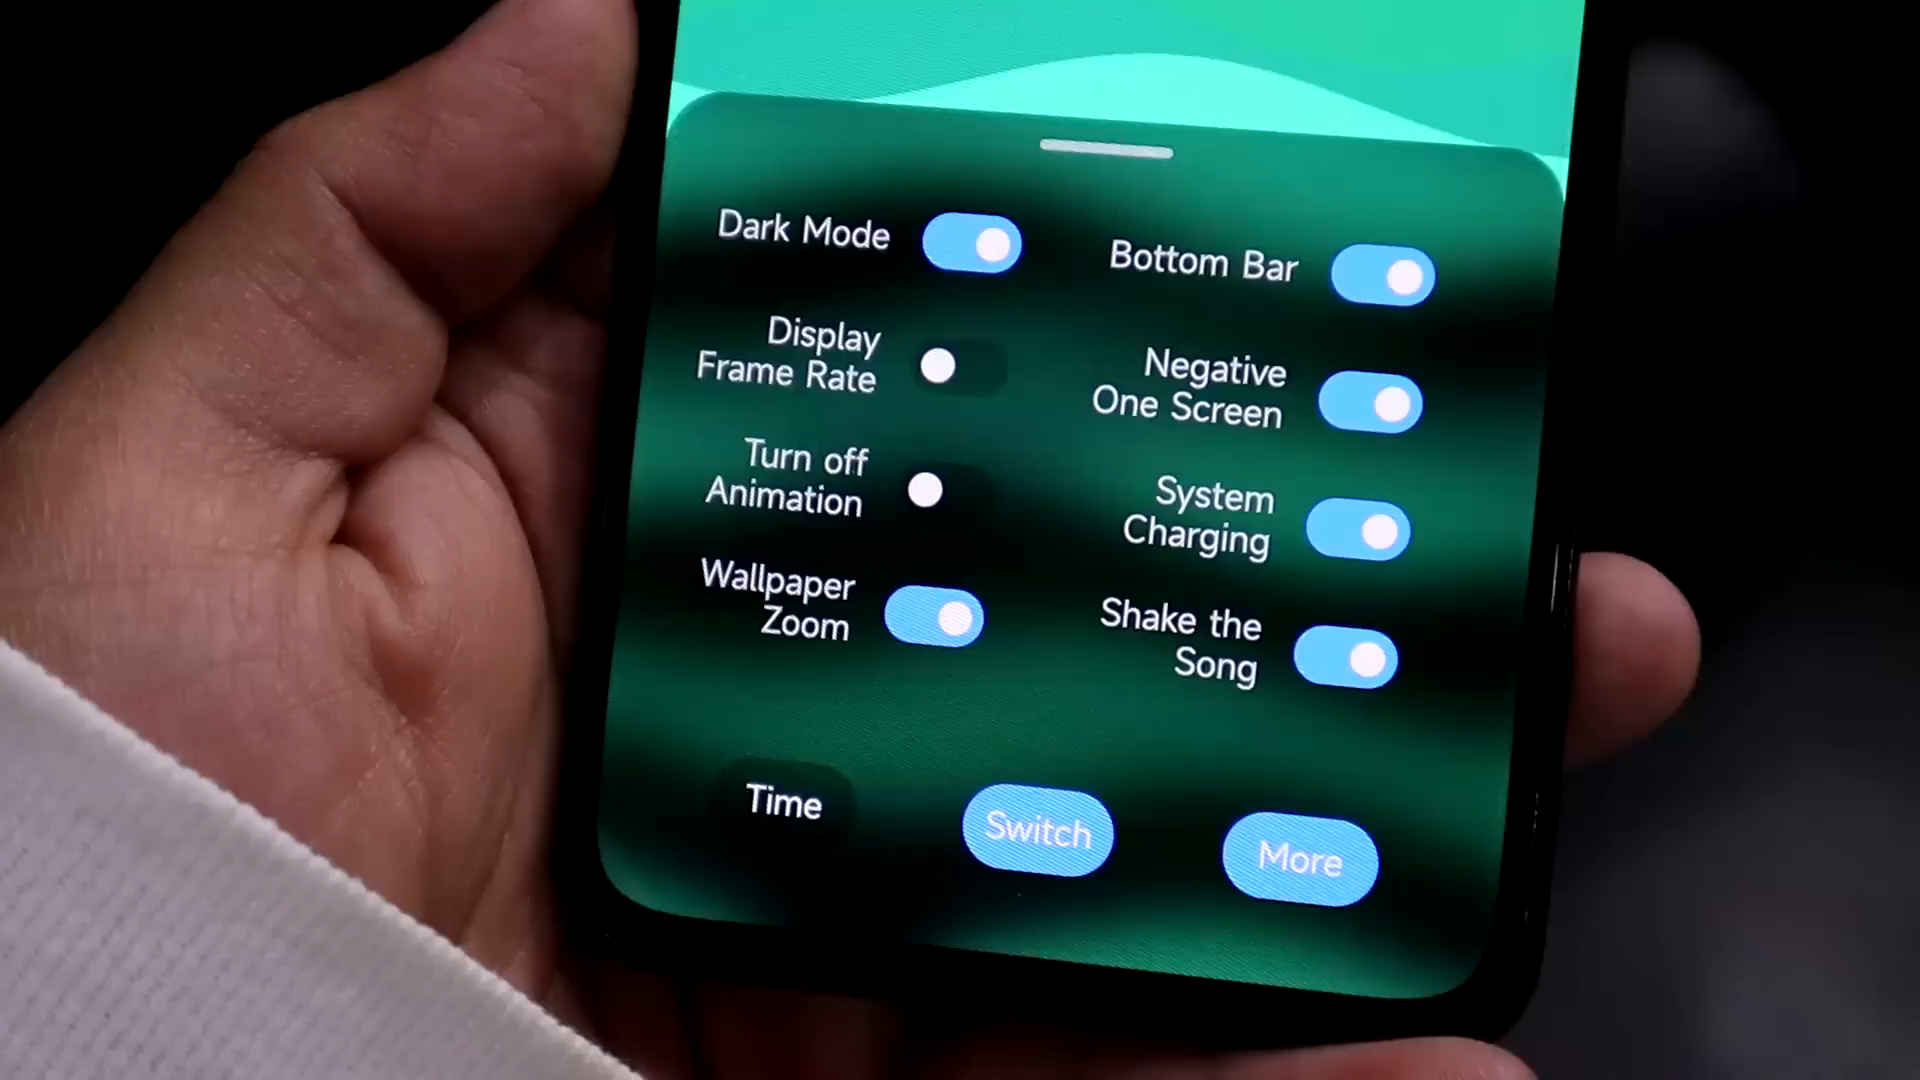 Dark Mode
Bottom Bar
Display
Frame Rate
Negative
One Screen
Turn off
Animation
System
Charging
Wallpaper
Zoom
Shake the
Song
Time
Switch
More